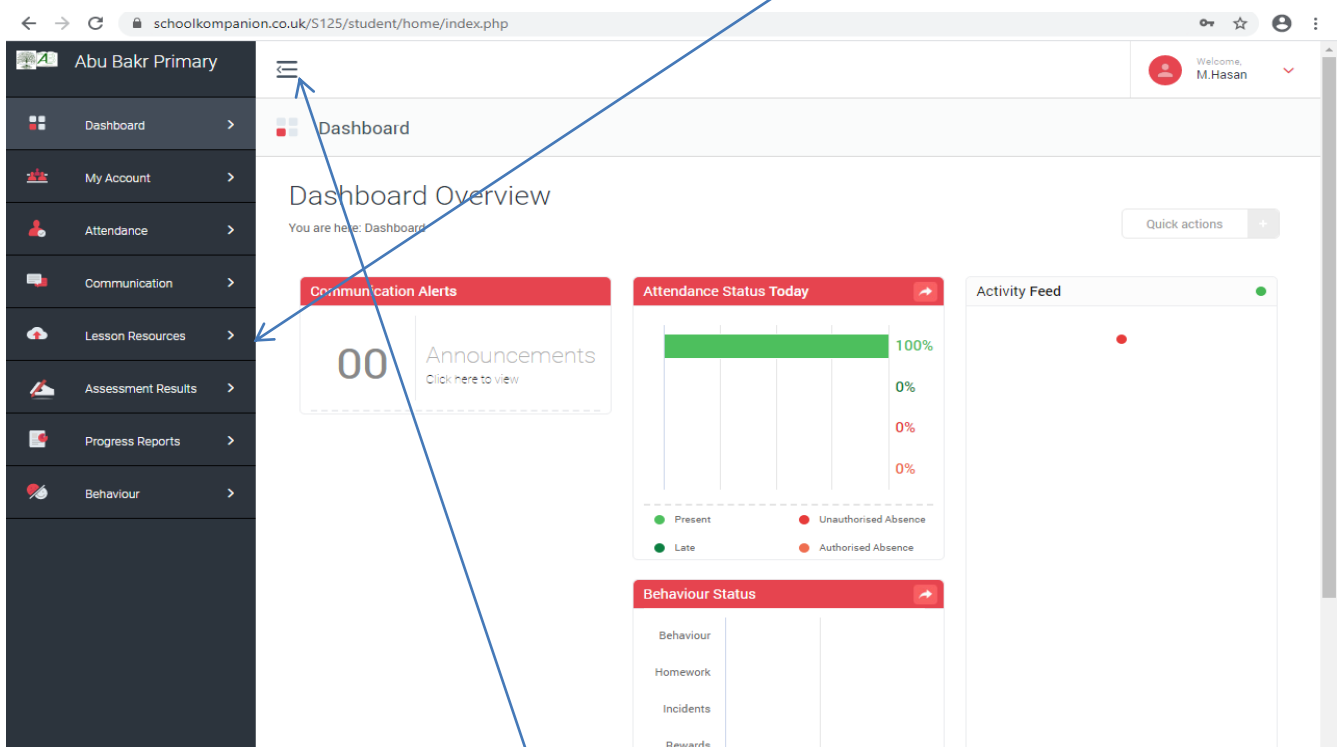 schoolkompanion.co.uk/S125/student/home/index.php
Abu Bakr Primary
Welcome,
M.Hasan
Dashboard
My Account
Attendance
Communication
Lesson Resources
Assessment Results
Progress Reports
Behaviour
Dashboard
Dashboard Overview
You are here: Dashboard
Quick actions +
Communication Alerts
00
Announcements
Click here to view
Attendance Status Today
100%
0%
0%
0%
Present
Unauthorised Absence
Late
Authorised Absence
Behaviour Status
Behaviour
Homework
Incidents
Rewards
Activity Feed